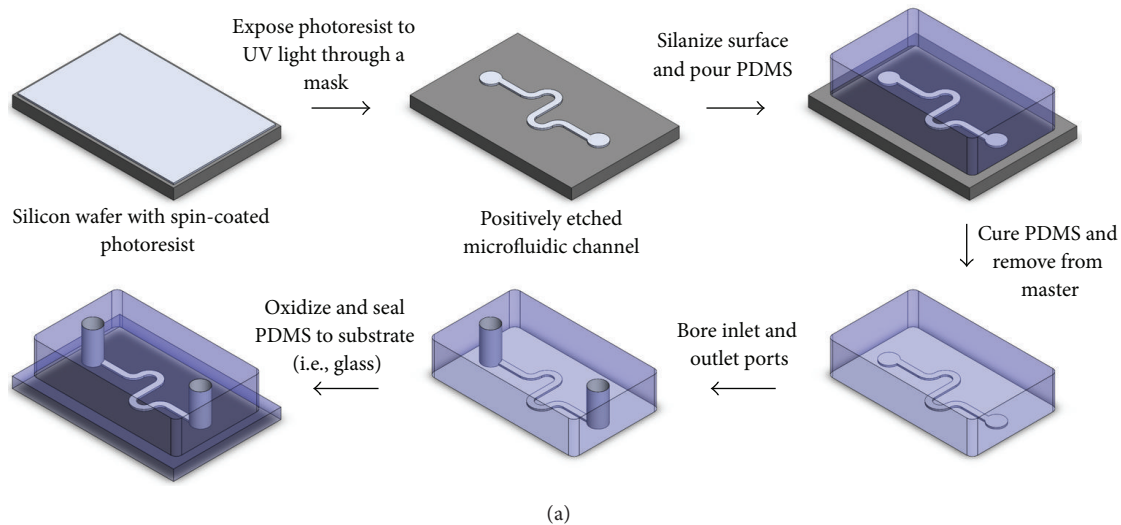 Expose photoresist to
UV light through a
mask
Silanize surface
and pour PDMS
Silicon wafer with spin-coated
photoresist
Positively etched
microfluidic channel
Cure PDMS and
remove from
master
Bore inlet and
outlet ports
Oxidize and seal
PDMS to substrate
(i.e., glass)
(a)